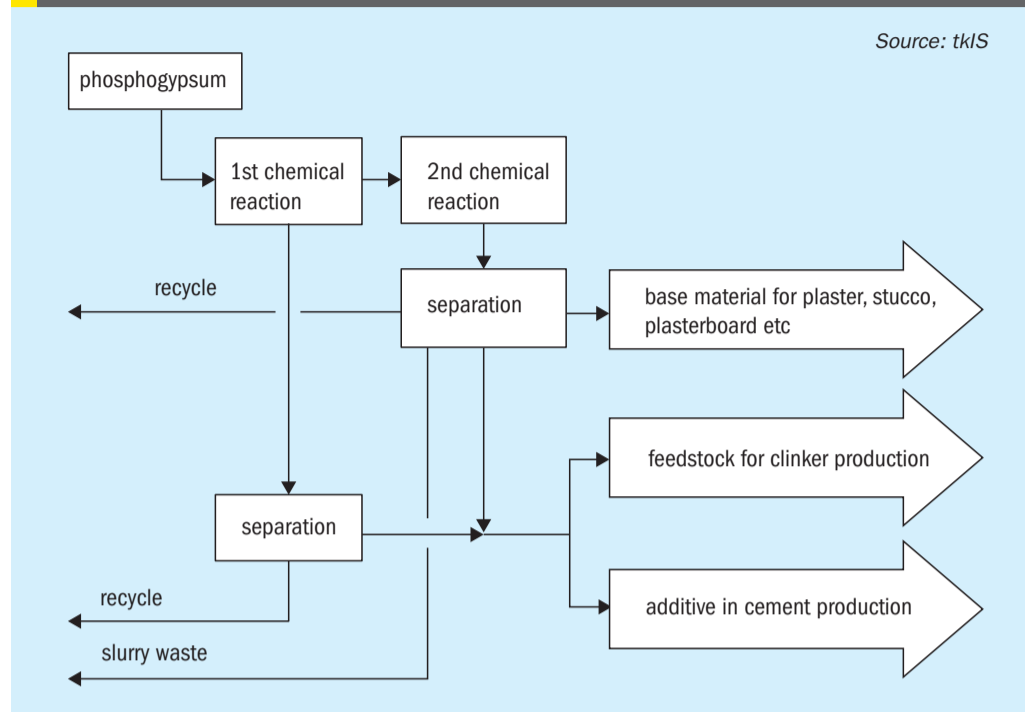 Source: tkIS
phosphogypsum
1st chemical
reaction
2nd chemical
reaction
recycle
separation
base material for plaster, stucco,
plasterboard etc
feedstock for clinker production
separation
recycle
additive in cement production
slurry waste